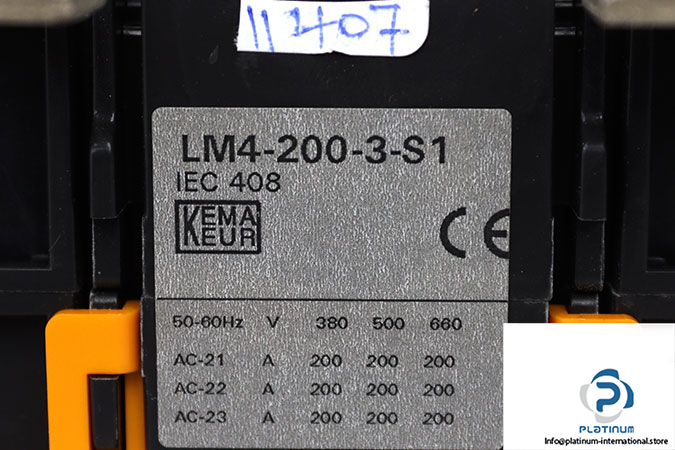 11407
LM4-200-3-S1
IEC 408
KEMA
KEUR
CE
50-60Hz V 380 500 660
AC-21 A 200 200 200
AC-22 A 200 200 200
AC-23 A 200 200 200
PLATINUM
Info@platinum-international.store